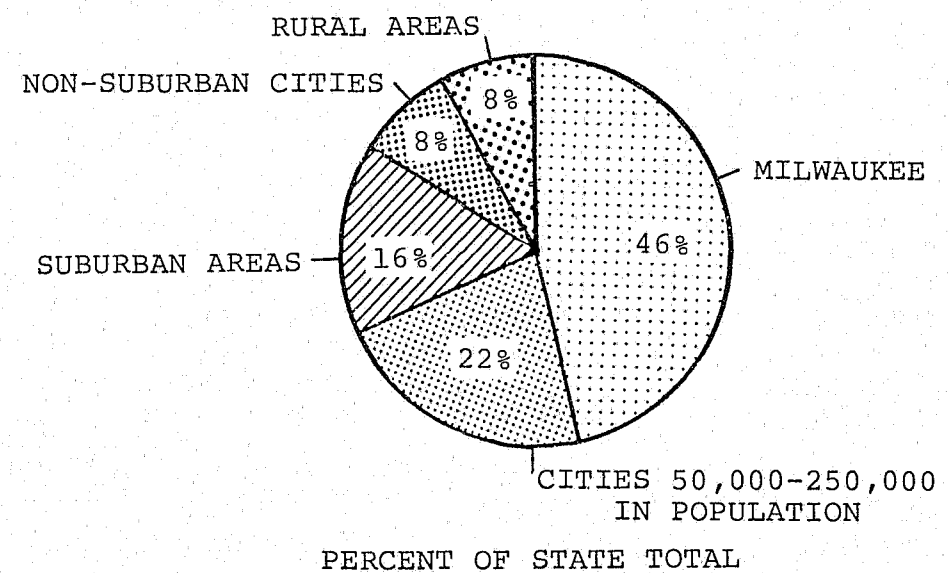 RURAL AREAS
NON-SUBURBAN CITIES
8%
8%
MILWAUKEE
46%
SUBURBAN AREAS
16%
22%
CITIES 50,000-250,000
IN POPULATION
PERCENT OF STATE TOTAL